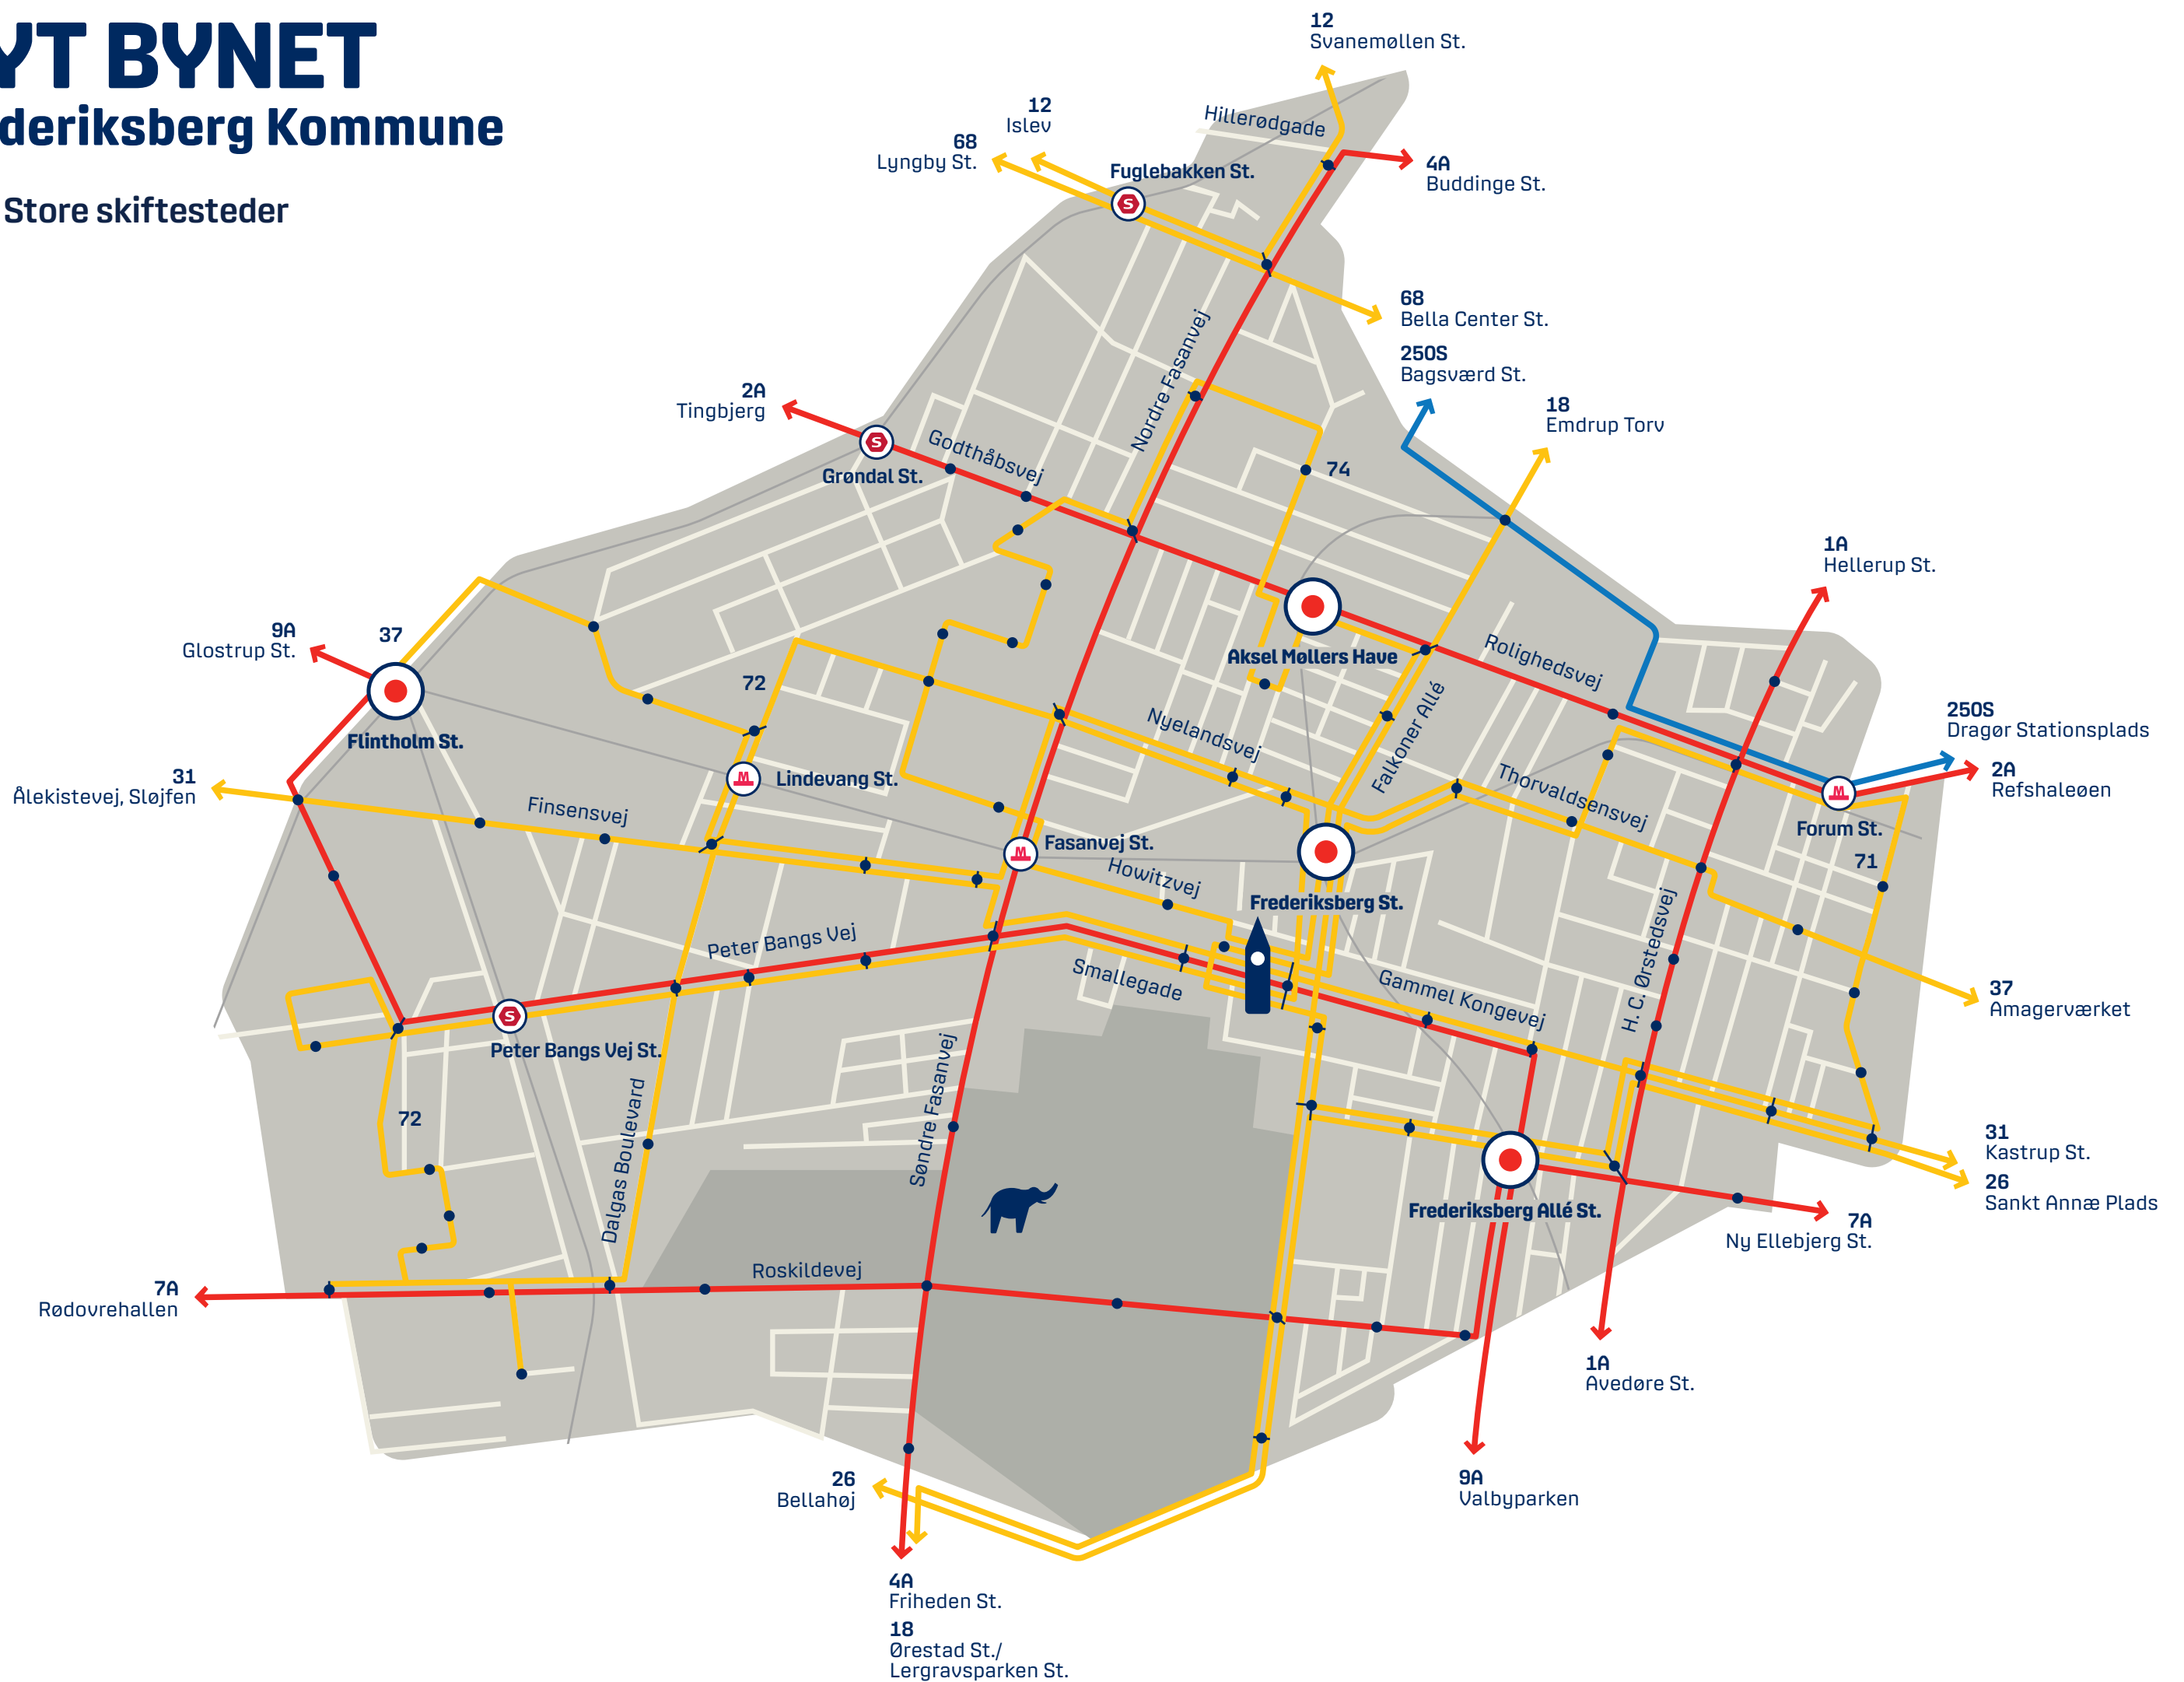 YT BYNET
deriksberg Kommune
Store skiftesteder
12
Svanemøllen St.
12
Islev
68
Lyngby St.
Hillerødgade
Fuglebakken St.
S
4A
Buddinge St.
68
Bella Center St.
250S
Bagsværd St.
18
Emdrup Torv
2A
Tingbjerg
Nordre Fasanvej
Godthåbsvej
S
Grøndal St.
74
1A
Hellerup St.
9A
Glostrup St.
37
72
Aksel Møllers Have
Rolighedsvej
Falkoner Allé
Nyelandsvej
Flintholm St.
250S
Dragør Stationsplads
2A
Refshaleøen
31
Ålekistevej, Sløjfen
M
Lindevang St.
Finsensvej
Thorvaldsensvej
M
Forum St.
71
M
Fasanvej St.
Howitzvej
Frederiksberg St.
Peter Bangs Vej
Smallegade
Gammel Kongevej
H. C. Ørstedsvej
37
Amagerværket
S
Peter Bangs Vej St.
72
Dalgas Boulevard
Søndre Fasanvej
31
Kastrup St.
26
Sankt Annæ Plads
Frederiksberg Allé St.
7A
Ny Ellebjerg St.
7A
Rødovrehallen
Roskildevej
1A
Avedøre St.
26
Bellahøj
9A
Valbyparken
4A
Friheden St.
18
Ørestad St./
Lergravsparken St.